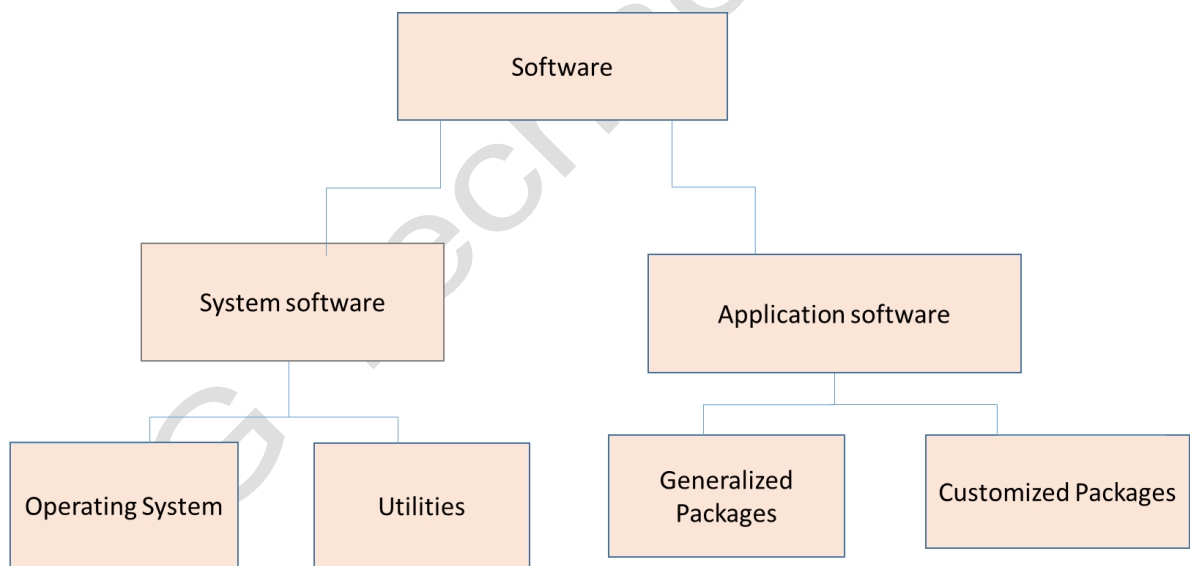 Software
System software
Application software
Operating System
Utilities
Generalized
Packages
Customized Packages